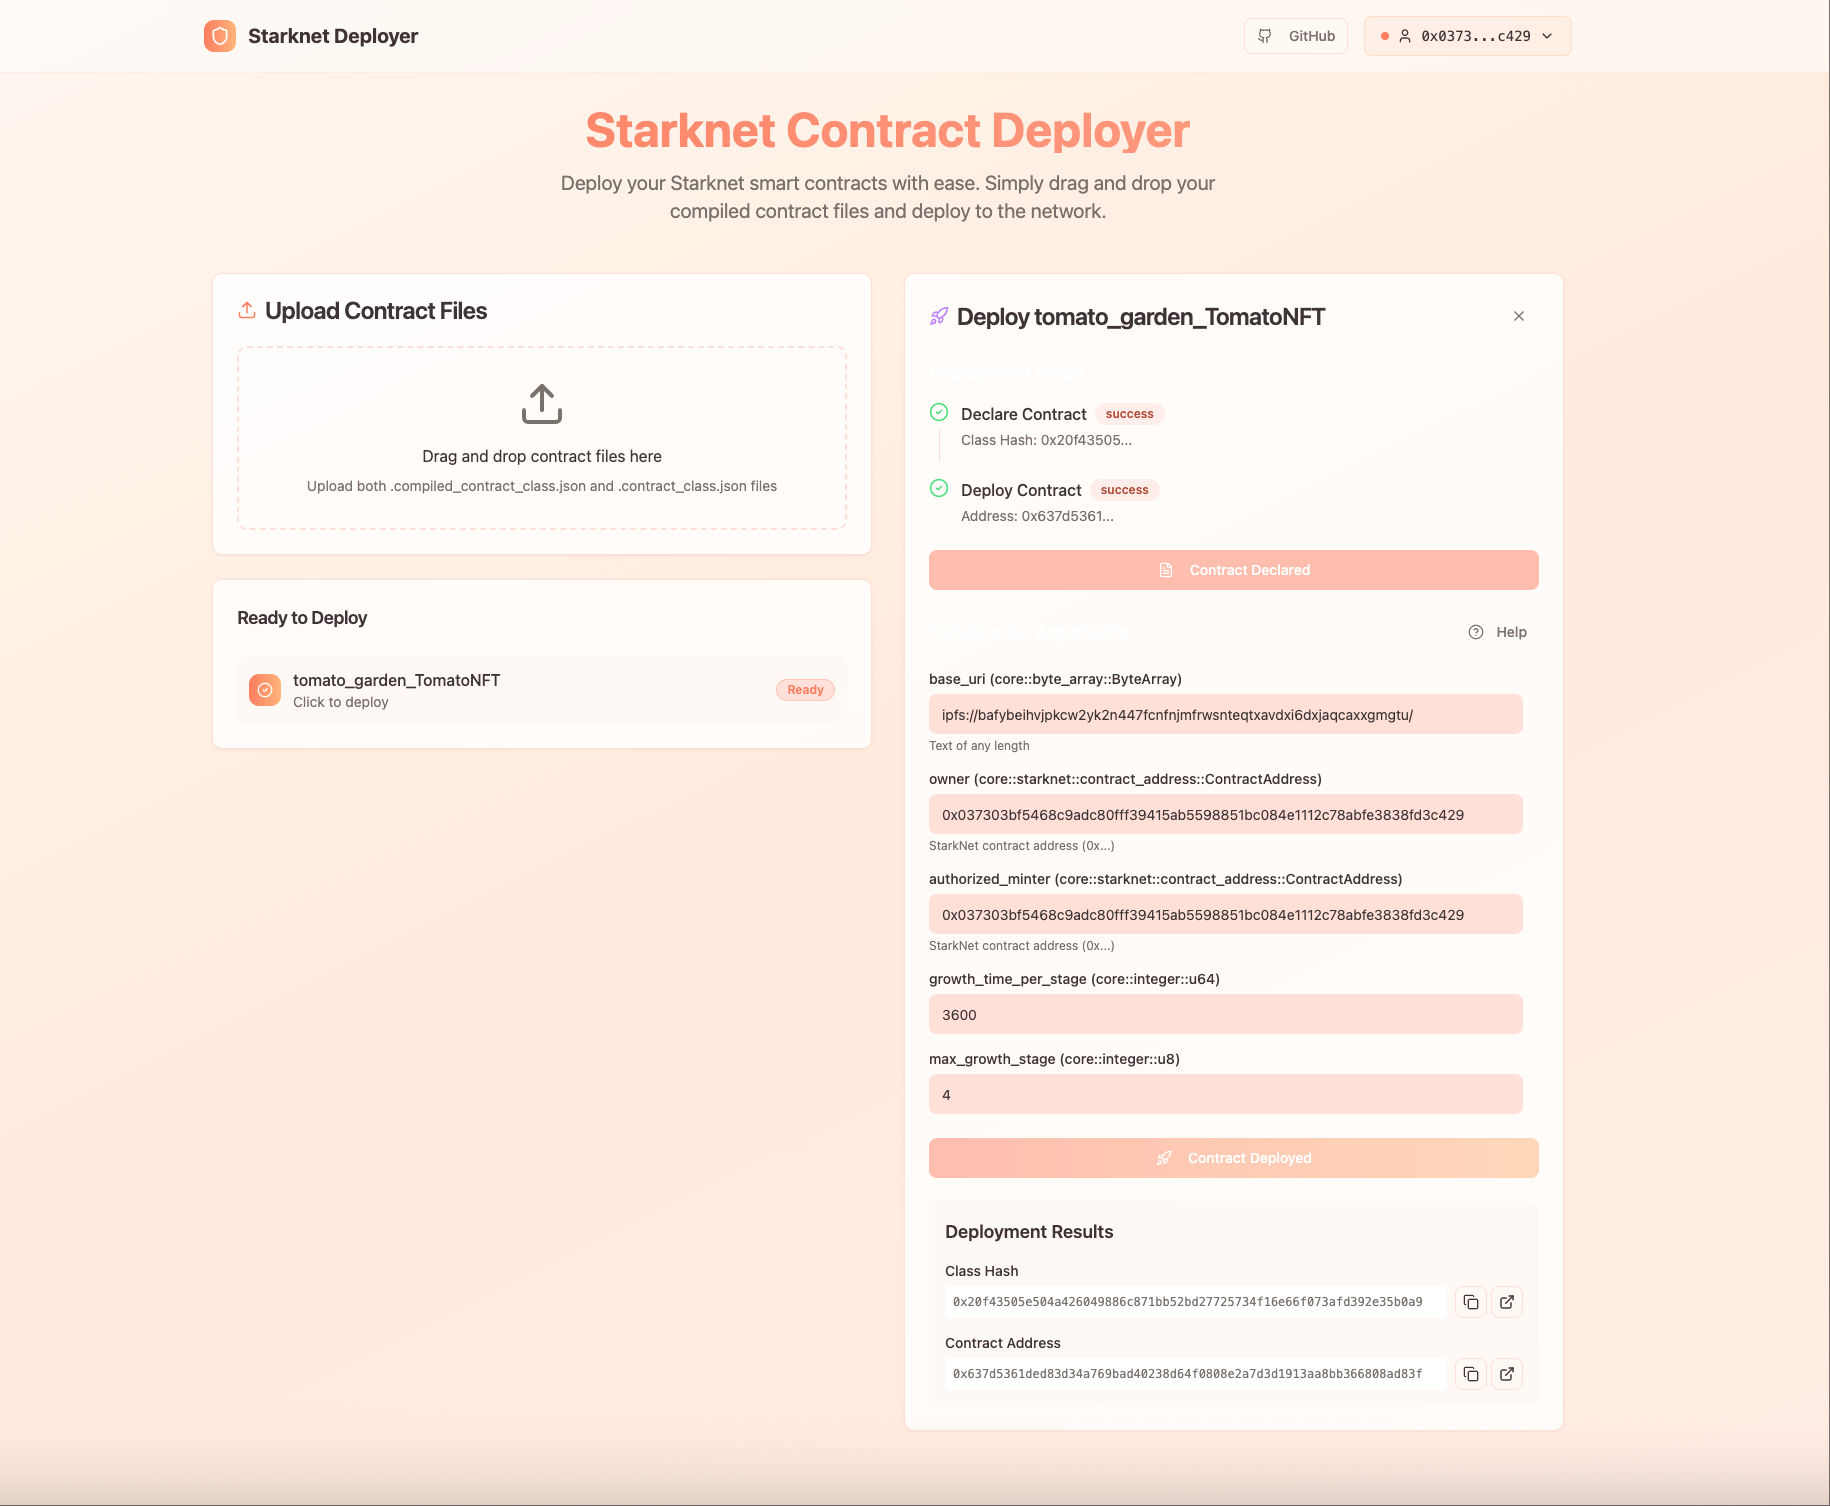 Starknet Deployer
GitHub
0x0373...c429
Starknet Contract Deployer
Deploy your Starknet smart contracts with ease. Simply drag and drop your
compiled contract files and deploy to the network.
Upload Contract Files
Drag and drop contract files here
Upload both .compiled_contract_class.json and .contract_class.json files
Ready to Deploy
tomato_garden_TomatoNFT
Click to deploy
Ready
Deploy tomato_garden_TomatoNFT
Declare Contract
success
Class Hash: 0x20f43505...
Deploy Contract
success
Address: 0x637d5361...
Contract Declared
Constructor Arguments
Help
base_uri (core::byte_array::ByteArray)
ipfs://bafybeihvjpkcw2yk2n447fcnfnjmfrwsnteqtxavdxi6dxjaqcaxxgmgtu/
Text of any length
owner (core::starknet::contract_address::ContractAddress)
0x037303bf5468c9adc80fff39415ab5598851bc084e1112c78abfe3838fd3c429
StarkNet contract address (0x...)
authorized_minter (core::starknet::contract_address::ContractAddress)
0x037303bf5468c9adc80fff39415ab5598851bc084e1112c78abfe3838fd3c429
StarkNet contract address (0x...)
growth_time_per_stage (core::integer::u64)
3600
max_growth_stage (core::integer::u8)
4
Contract Deployed
Deployment Results
Class Hash
0x20f43505e504a426049886c871bb52bd27725734f16e66f073afd392e35b0a9
Contract Address
0x637d5361ded83d34a769bad40238d64f0808e2a7d3d1913aa8bb366808ad83f